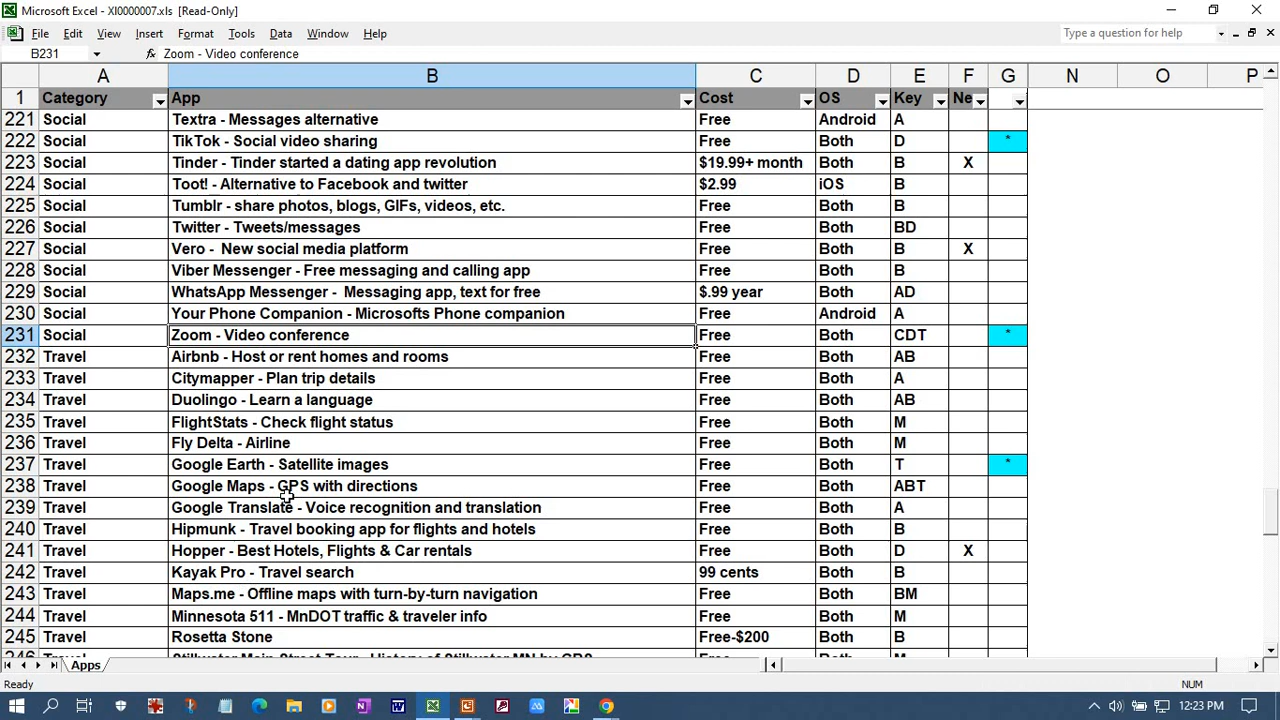 Microsoft Excel - XI0000007.xls [Read-Only]
File Edit View Insert Format Tools Data Window Help Type a question for help
B231 fx Zoom - Video conference
A B C D E F G N O P
1 Category App Cost OS Key Ne
221 Social Textra - Messages alternative Free Android A
222 Social TikTok - Social video sharing Free Both D *
223 Social Tinder - Tinder started a dating app revolution $19.99+ month Both B X
224 Social Toot! - Alternative to Facebook and twitter $2.99 iOS B
225 Social Tumblr - share photos, blogs, GIFs, videos, etc. Free Both B
226 Social Twitter - Tweets/messages Free Both BD
227 Social Vero - New social media platform Free Both B X
228 Social Viber Messenger - Free messaging and calling app Free Both B
229 Social WhatsApp Messenger - Messaging app, text for free $.99 year Both AD
230 Social Your Phone Companion - Microsofts Phone companion Free Android A
231 Social Zoom - Video conference Free Both CDT *
232 Travel Airbnb - Host or rent homes and rooms Free Both AB
233 Travel Citymapper - Plan trip details Free Both A
234 Travel Duolingo - Learn a language Free Both AB
235 Travel FlightStats - Check flight status Free Both M
236 Travel Fly Delta - Airline Free Both M
237 Travel Google Earth - Satellite images Free Both T *
238 Travel Google Maps - GPS with directions Free Both ABT
239 Travel Google Translate - Voice recognition and translation Free Both A
240 Travel Hipmunk - Travel booking app for flights and hotels Free Both B
241 Travel Hopper - Best Hotels, Flights & Car rentals Free Both D X
242 Travel Kayak Pro - Travel search 99 cents Both B
243 Travel Maps.me - Offline maps with turn-by-turn navigation Free Both BM
244 Travel Minnesota 511 - MnDOT traffic & traveler info Free Both M
245 Travel Rosetta Stone Free-$200 Both B
Apps
Ready NUM
12:23 PM